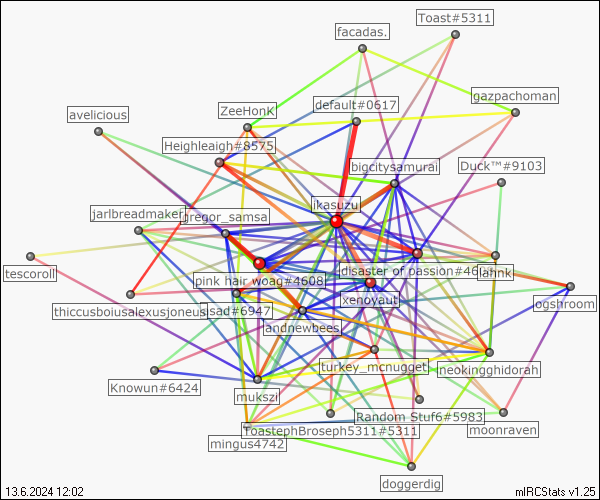 Toast#5311
facadas.
gazpachoman
default#0617
avelicious
ZeeHonK
Heighleaigh#8575
bigcitysamurai
Duck™#9103
ikasuzu
jarlbreadmaker
gregor_samsa
tescoroll
pink hair woag#4608
disaster of passion#46
lahnk
xenoyaut
ogshroom
thiccusboiusalexusjoneus
sad#6947
andnewbees
turkey_mcnugget
neokingghidorah
Knowun#6424
mukszi
Random Stuf6#5983
moonraven
ToastephBroseph5311#5311
mingus4742
doggerdig
13.6.2024 12:02
mIRCStats v1.25